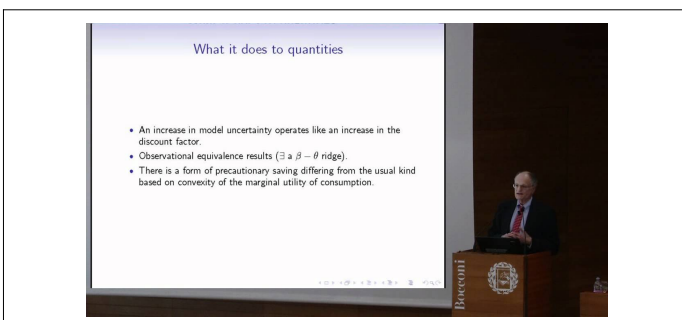 What it does to quantities
• An increase in model uncertainty operates like an increase in the
discount factor.
• Observational equivalence results (∃ a β − θ ridge).
• There is a form of precautionary saving differing from the usual kind
based on convexity of the marginal utility of consumption.
Bocconi